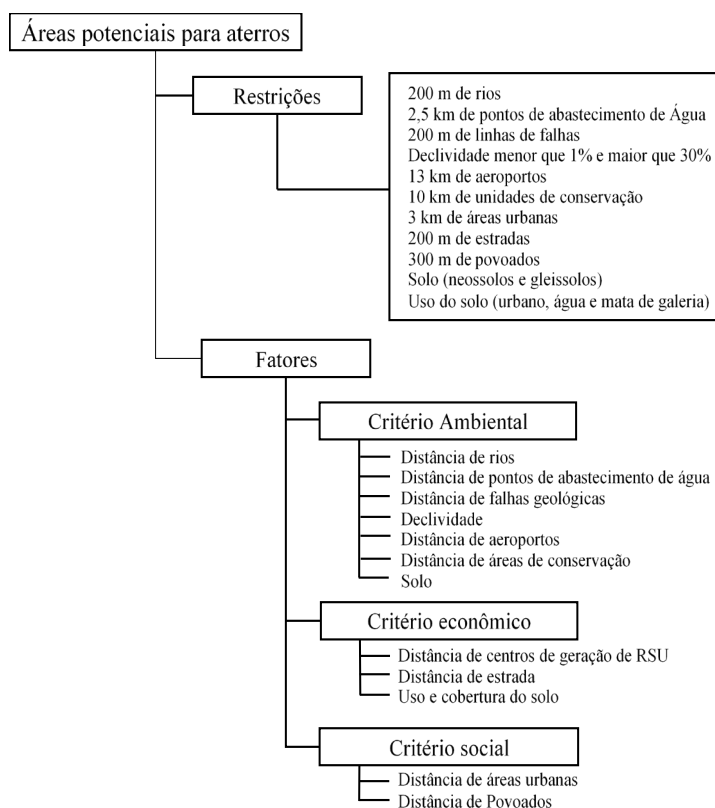 Áreas potenciais para aterros
Restrições
200 m de rios
2,5 km de pontos de abastecimento de Água
200 m de linhas de falhas
Declividade menor que 1% e maior que 30%
13 km de aeroportos
10 km de unidades de conservação
3 km de áreas urbanas
200 m de estradas
300 m de povoados
Solo (neossolos e gleissolos)
Uso do solo (urbano, água e mata de galeria)
Fatores
Critério Ambiental
Distância de rios
Distância de pontos de abastecimento de água
Distância de falhas geológicas
Declividade
Distância de aeroportos
Distância de áreas de conservação
Solo
Critério econômico
Distância de centros de geração de RSU
Distância de estrada
Uso e cobertura do solo
Critério social
Distância de áreas urbanas
Distância de Povoados